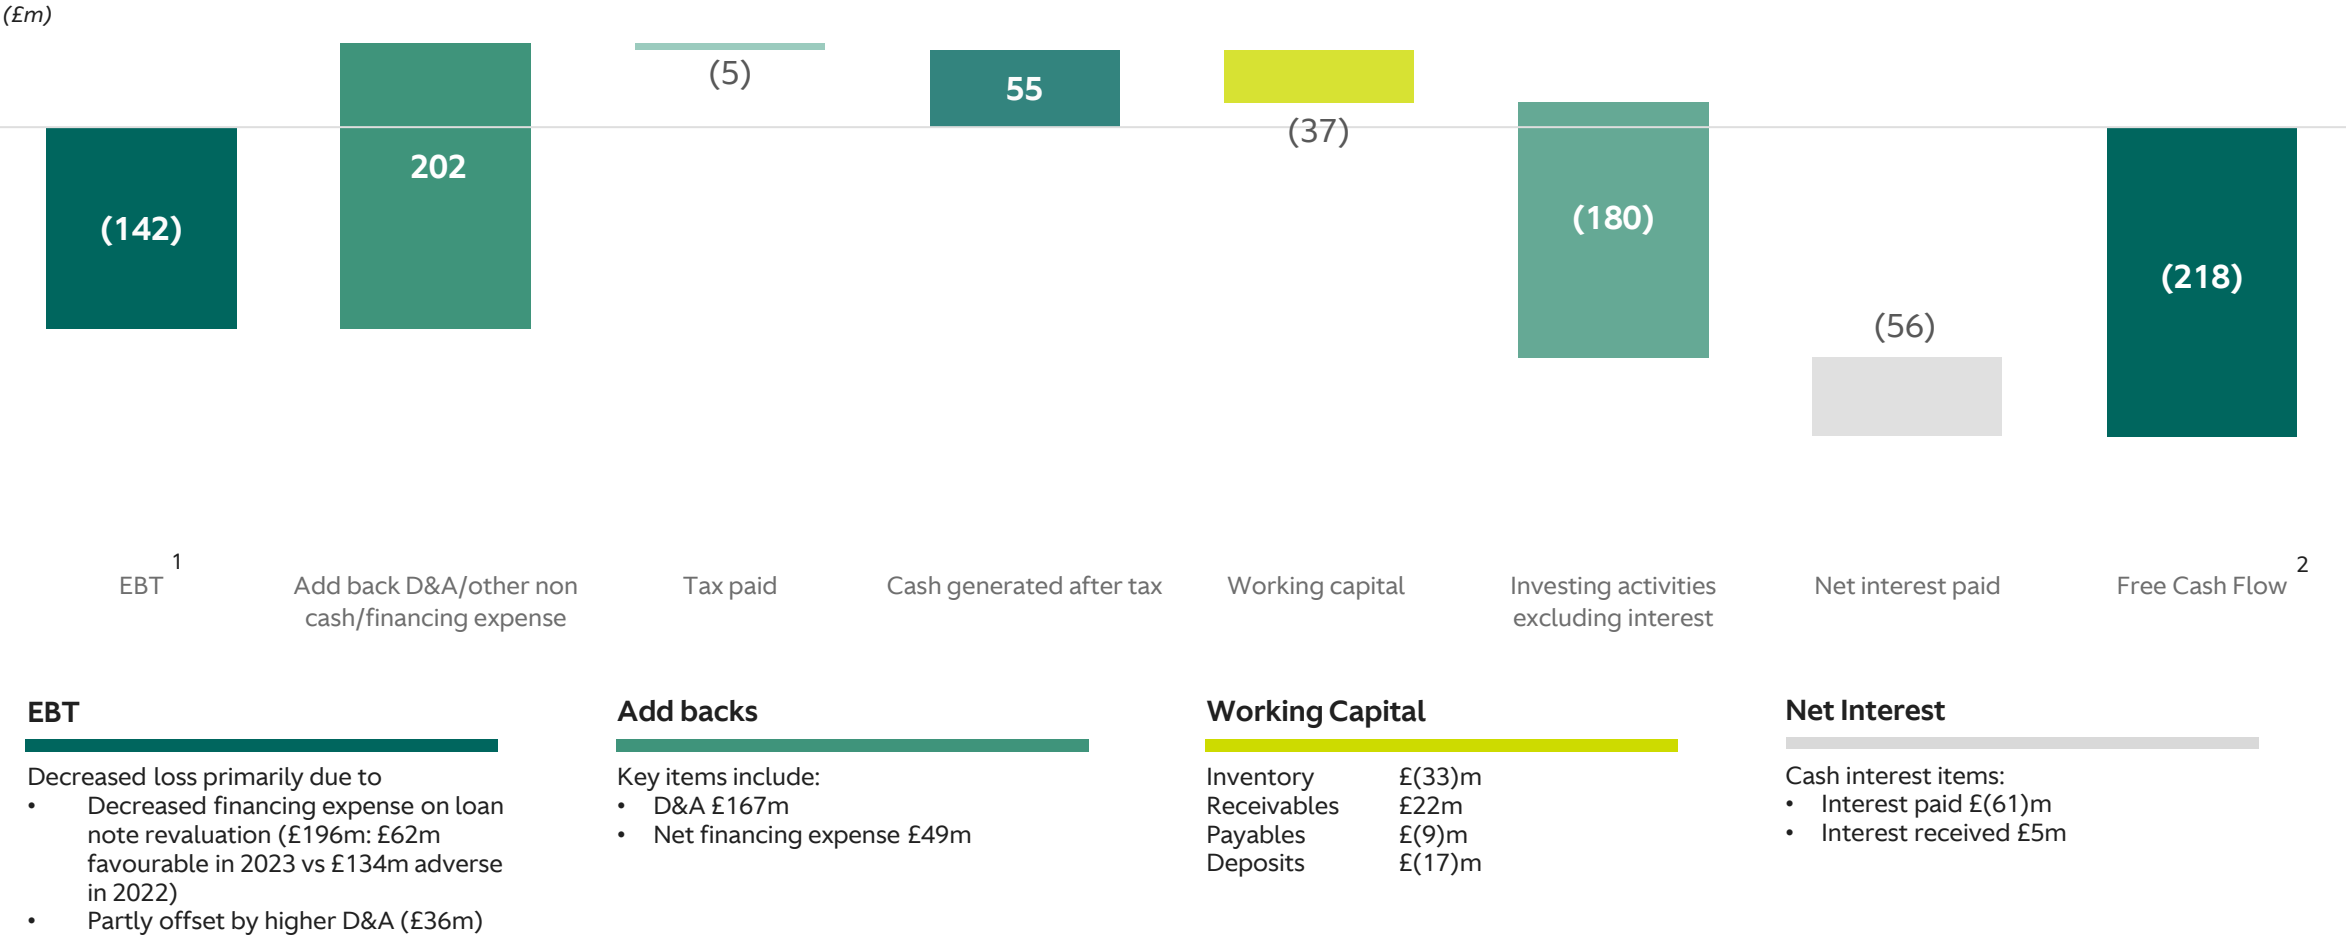 (£m)
(142)
202
(5)
55
(37)
(180)
(56)
(218)
EBT 1
Add back D&A/other non
cash/financing expense
Tax paid
Cash generated after tax
Working capital
Investing activities
excluding interest
Net interest paid
Free Cash Flow 2
EBT
Decreased loss primarily due to
• Decreased financing expense on loan
note revaluation (£196m: £62m
favourable in 2023 vs £134m adverse
in 2022)
• Partly offset by higher D&A (£36m)
Add backs
Key items include:
• D&A £167m
• Net financing expense £49m
Working Capital
Inventory £(33)m
Receivables £22m
Payables £(9)m
Deposits £(17)m
Net Interest
Cash interest items:
• Interest paid £(61)m
• Interest received £5m